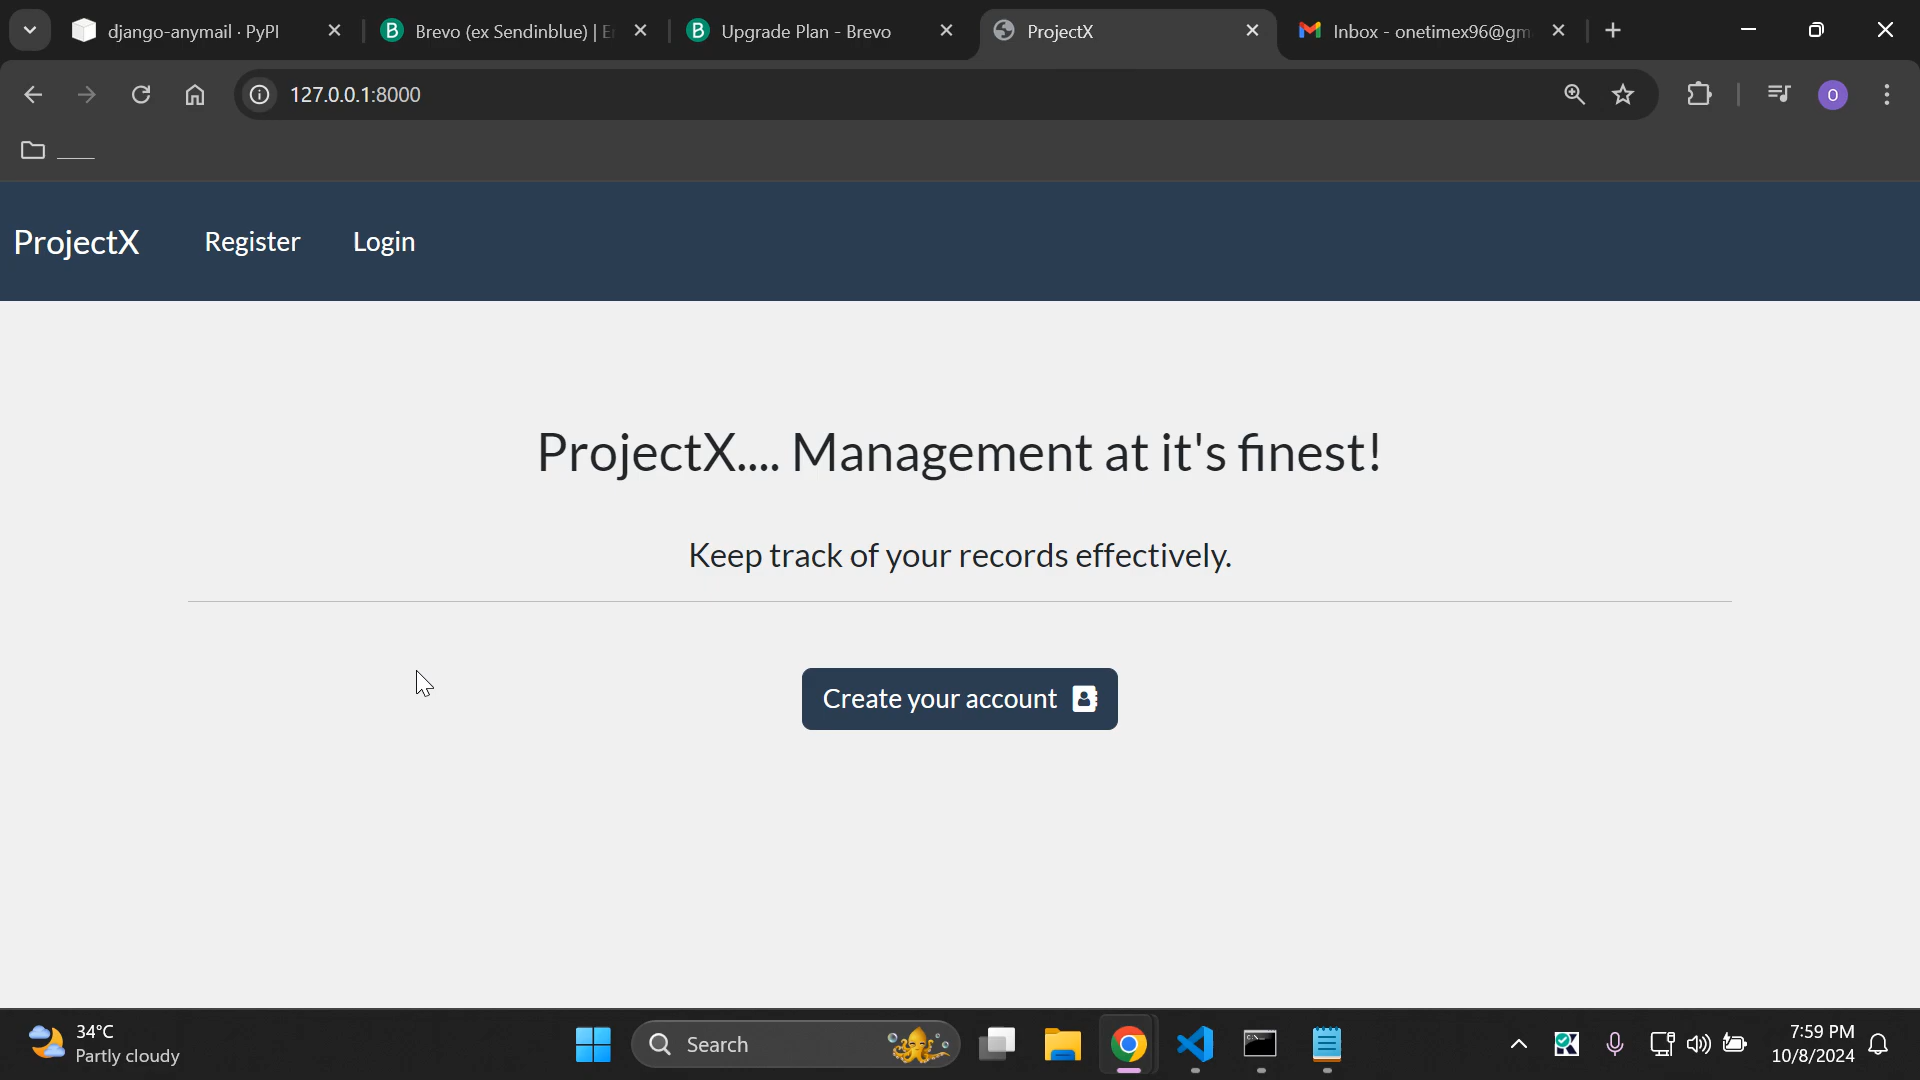 django-anymail · PyPI
Brevo (ex Sendinblue) | E
Upgrade Plan - Brevo
ProjectX
Inbox - onetimex96@gm
127.0.0.1:8000
O
____
ProjectX Register Login
ProjectX.... Management at it's finest!
Keep track of your records effectively.
Create your account
34°C
Partly cloudy
Search
7:59 PM
10/8/2024